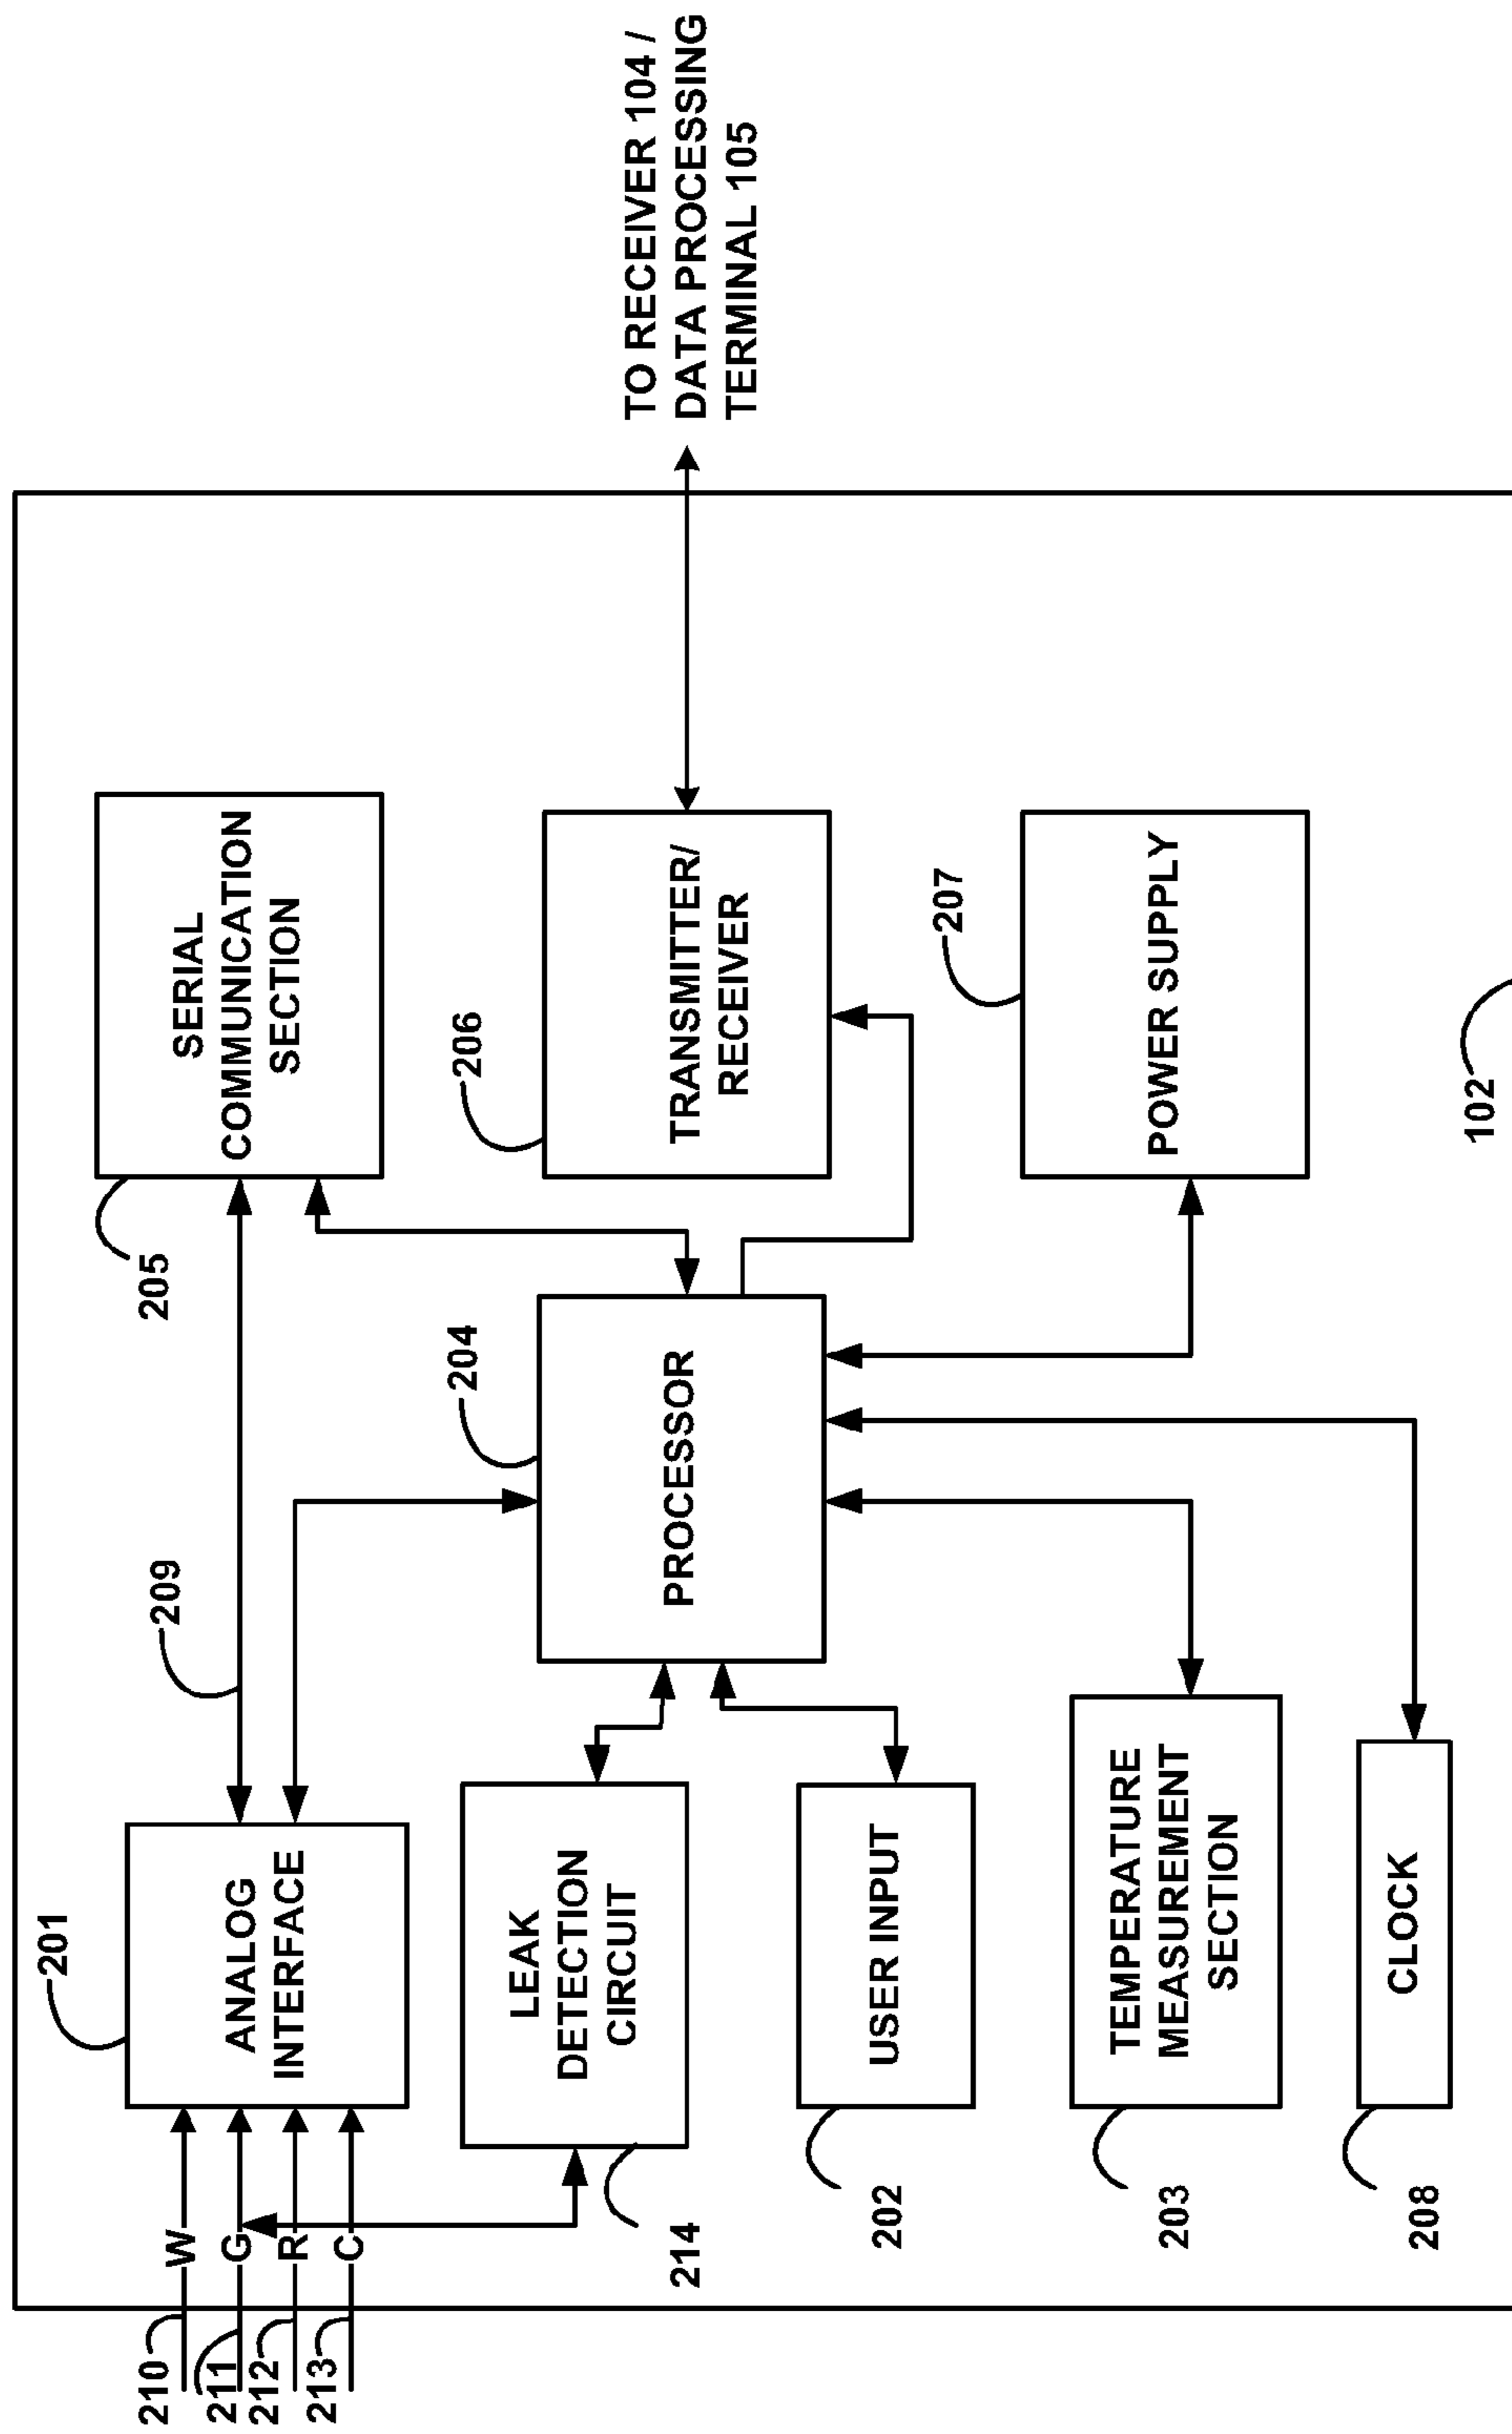 210
211
212
213
W
G
R
C
201
ANALOG
INTERFACE
209
205
SERIAL
COMMUNICATION
SECTION
214
LEAK
DETECTION
CIRCUIT
204
PROCESSOR
206
TRANSMITTER/
RECEIVER
TO RECEIVER 104 /
DATA PROCESSING
TERMINAL 105
202
USER INPUT
203
TEMPERATURE
MEASUREMENT
SECTION
207
POWER SUPPLY
208
CLOCK
102